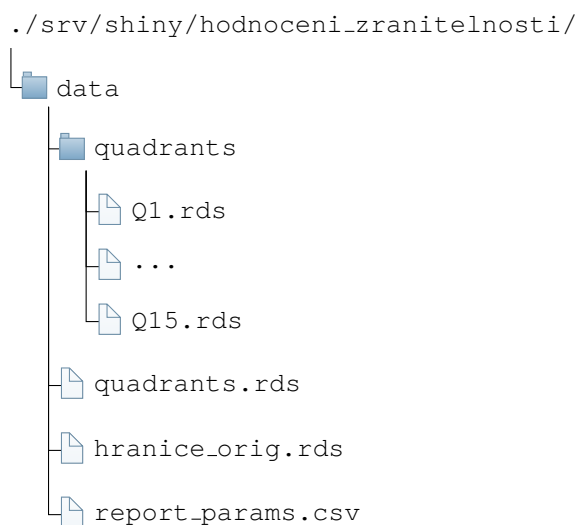 ./srv/shiny/hodnoceni_zranitelnosti/
data
quadrants
Q1.rds
...
Q15.rds
quadrants.rds
hranice_orig.rds
report_params.csv